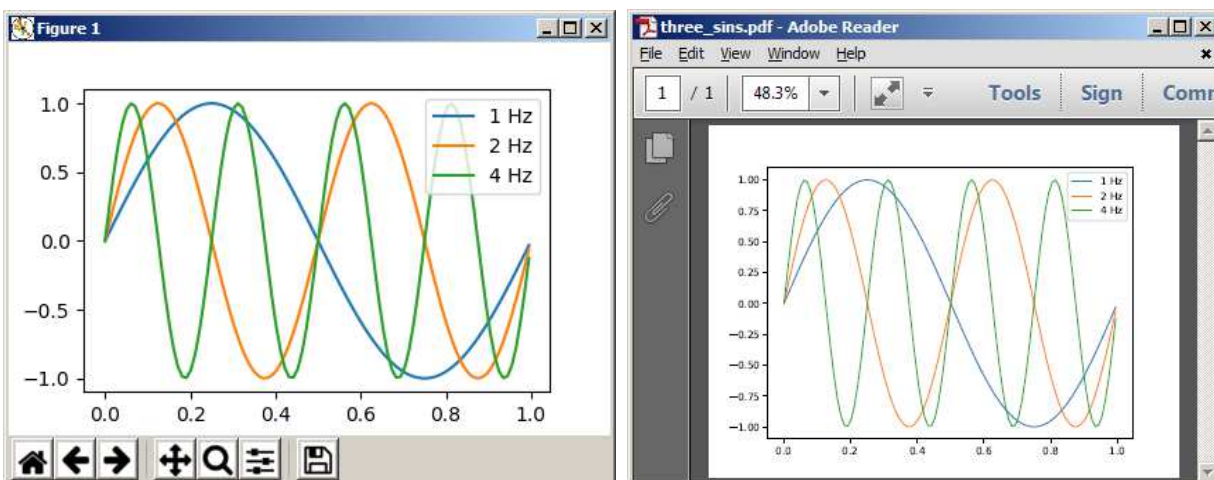 Figure 1
1.0
0.5
0.0
−0.5
−1.0
0.0 0.2 0.4 0.6 0.8 1.0
1 Hz
2 Hz
4 Hz
three_sins.pdf - Adobe Reader
File Edit View Window Help
1 / 1 48.3% Tools Sign Comr
1.00
0.75
0.50
0.25
0.00
−0.25
−0.50
−0.75
−1.00
0.0 0.2 0.4 0.6 0.8 1.0
1 Hz
2 Hz
4 Hz